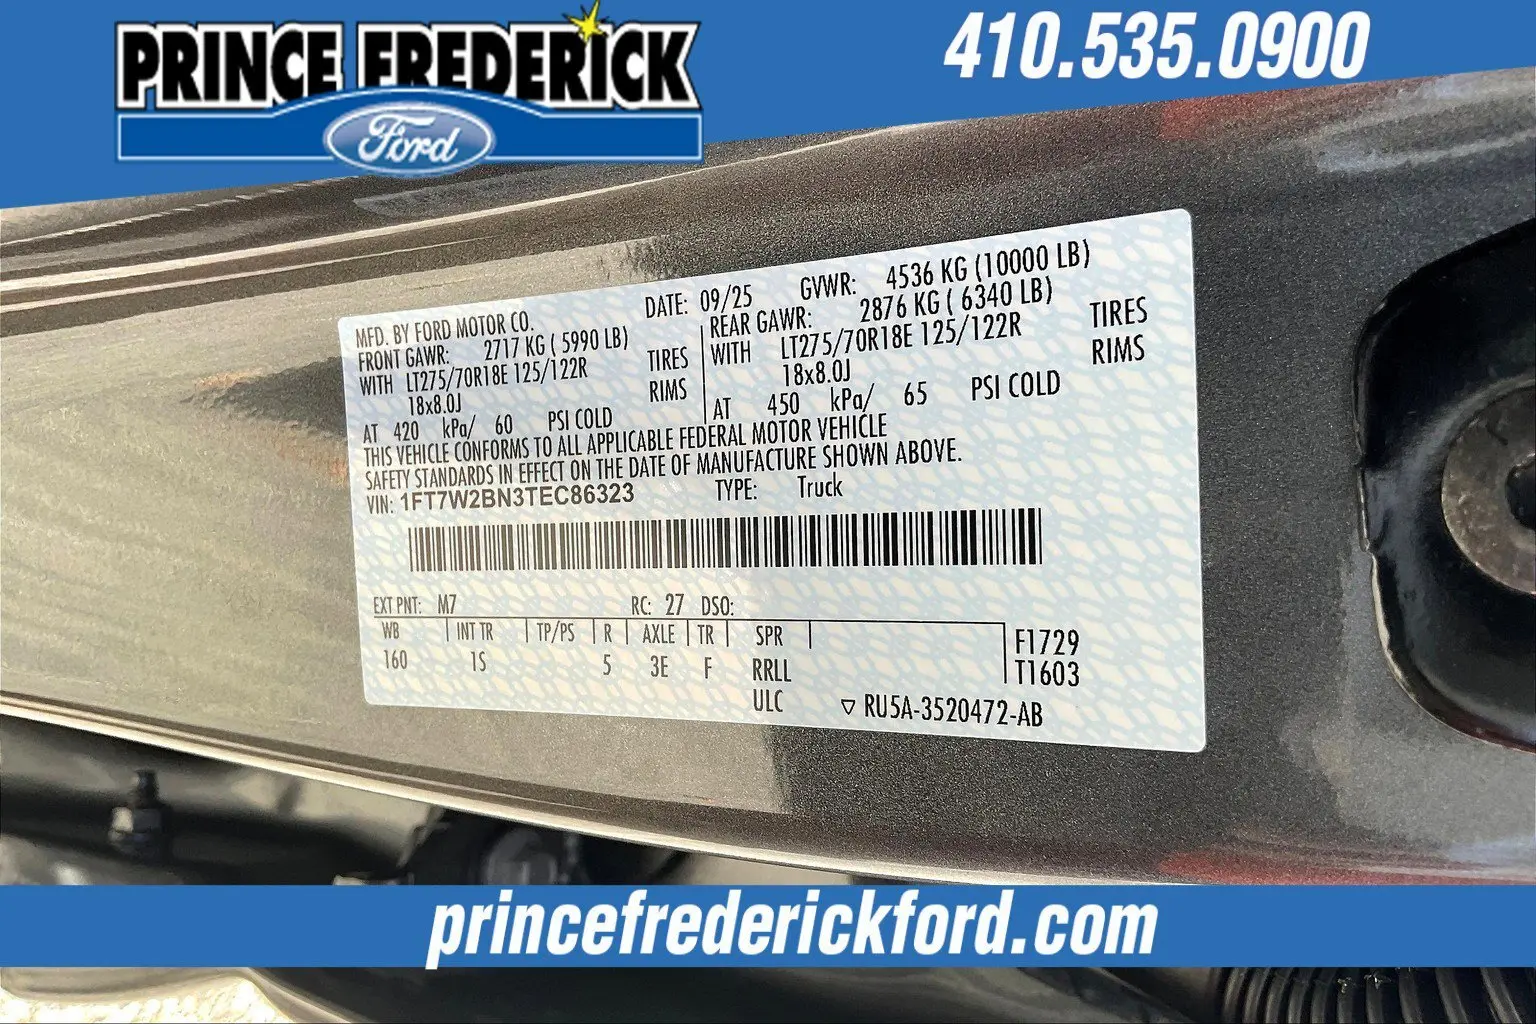 PRINCE FREDERICK
Ford
410.535.0900
MFD. BY FORD MOTOR CO.
DATE: 09/25
GVWR: 4536 KG (10000 LB)
FRONT GAWR: 2717 KG ( 5990 LB)
REAR GAWR: 2876 KG ( 6340 LB)
WITH LT275/70R18E 125/122R TIRES
WITH LT275/70R18E 125/122R TIRES
18x8.0J RIMS
18x8.0J RIMS
AT 420 kPa/ 60 PSI COLD
AT 450 kPa/ 65 PSI COLD
THIS VEHICLE CONFORMS TO ALL APPLICABLE FEDERAL MOTOR VEHICLE
SAFETY STANDARDS IN EFFECT ON THE DATE OF MANUFACTURE SHOWN ABOVE.
VIN: 1FT7W2BN3TEC86323
TYPE: Truck
EXT PNT: M7 RC: 27 DSO:
WB INT TR TP/PS R AXLE TR SPR
160 1S 5 3E F RRLL
ULC
F1729
T1603
▽ RU5A-3520472-AB
princefrederickford.com